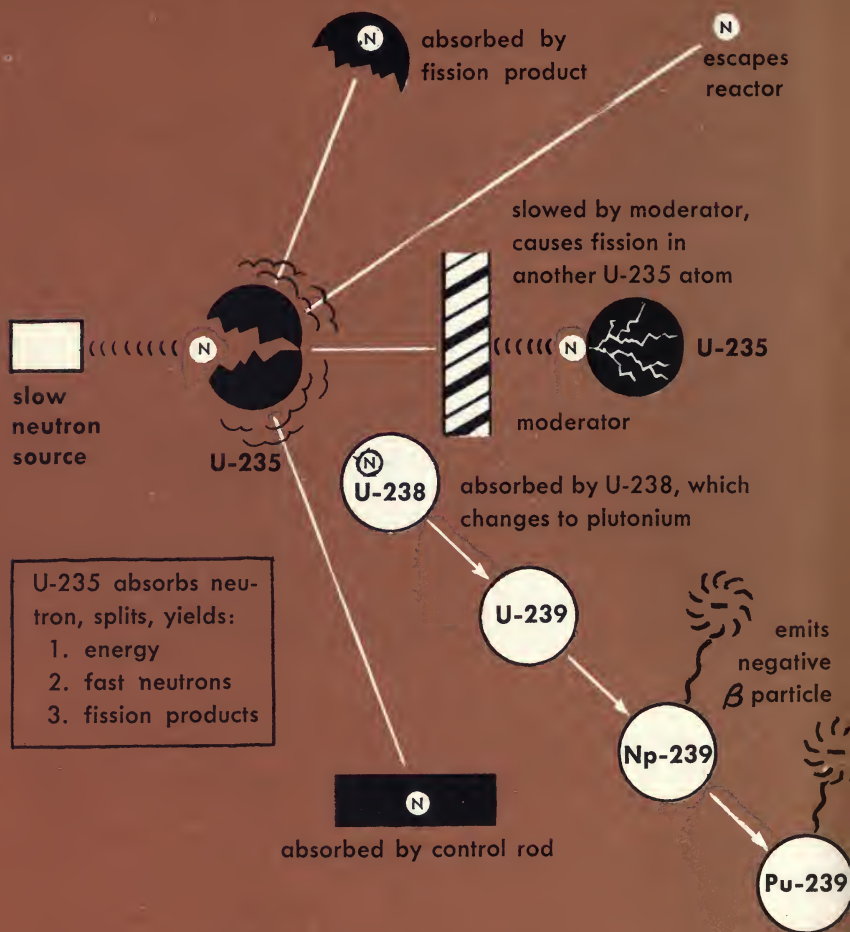 N
absorbed by
fission product
N
escapes
reactor
slowed by moderator,
causes fission in
another U-235 atom
N
N
U-235
slow
neutron
source
U-235
moderator
N
U-238
absorbed by U-238, which
changes to plutonium
U-235 absorbs neu-
tron, splits, yields:
1. energy
2. fast neutrons
3. fission products
U-239
emits
negative
β particle
Np-239
N
absorbed by control rod
Pu-239